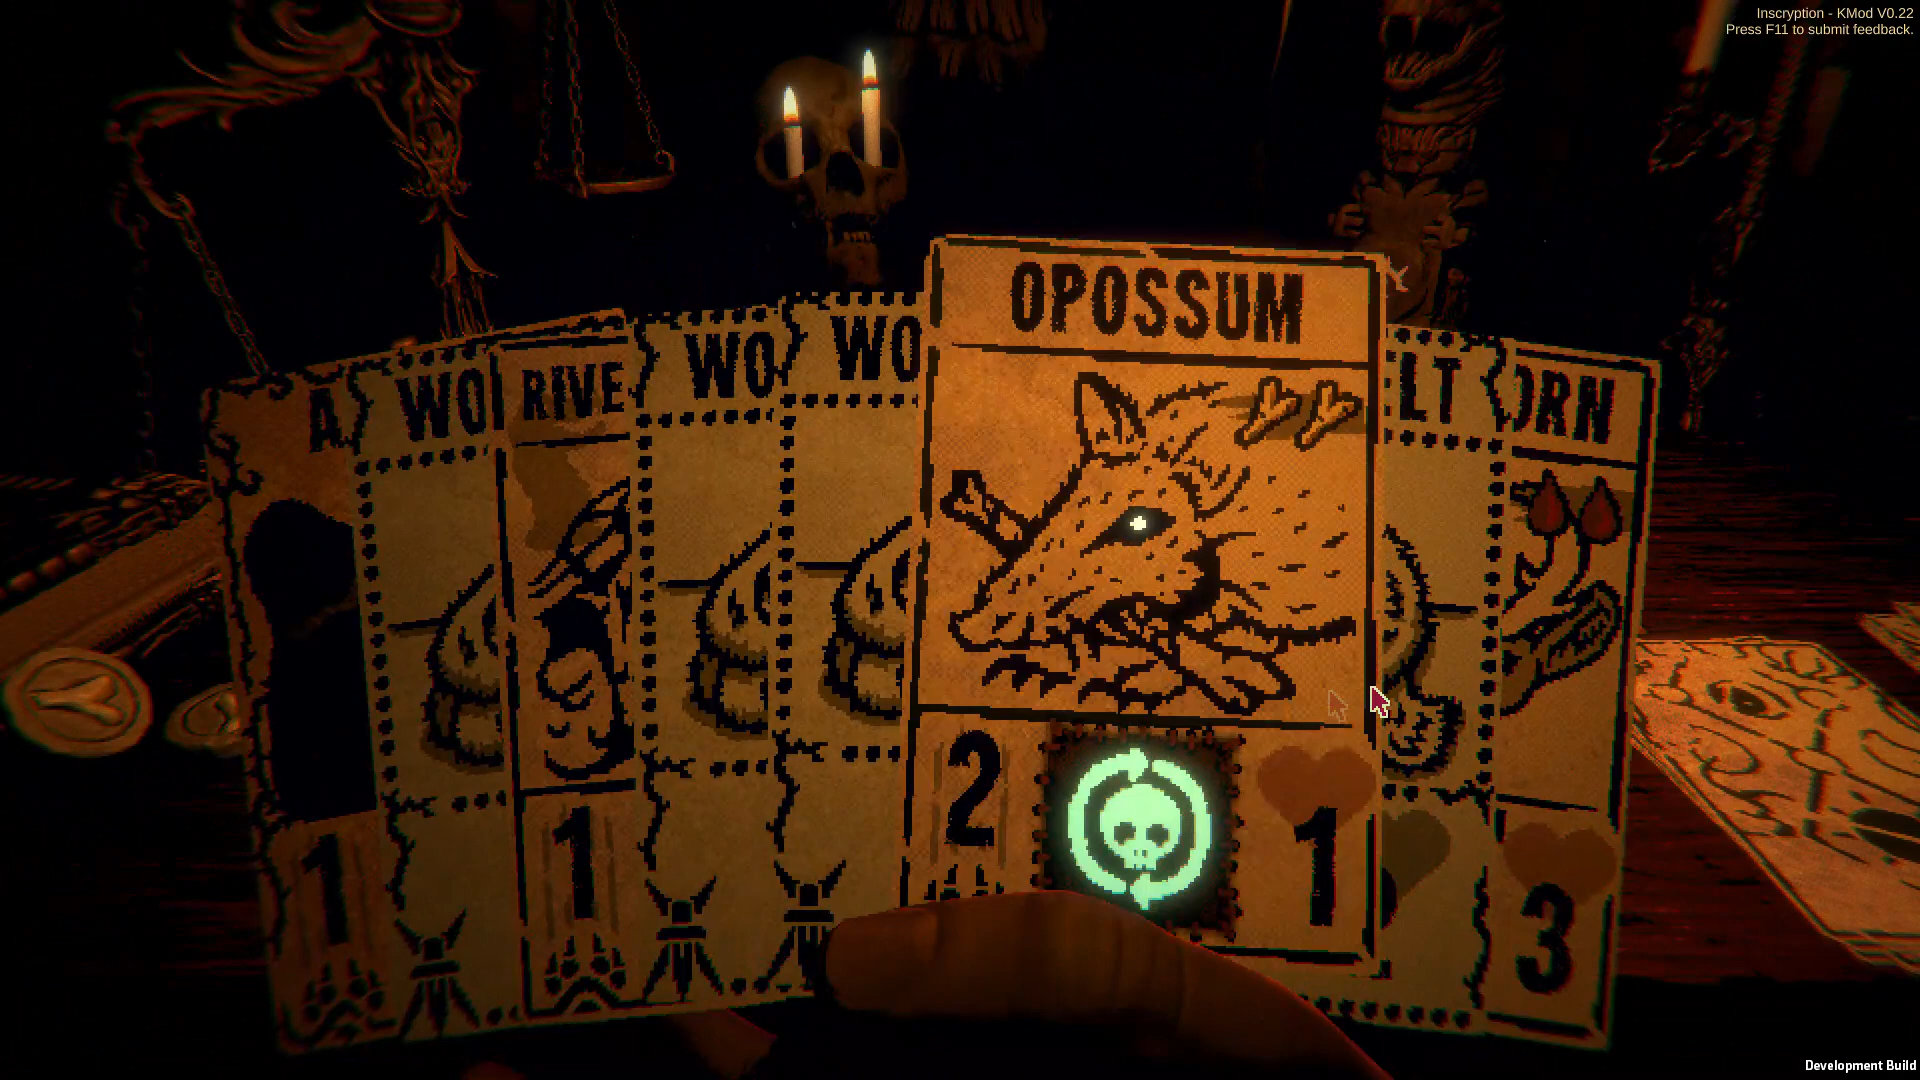 Inscryption - KMod V0.22
Press F11 to submit feedback.
OPOSSUM
A
WO
RIVE
WO
WO
LT
ORN
2
1
1
1
3
Development Build